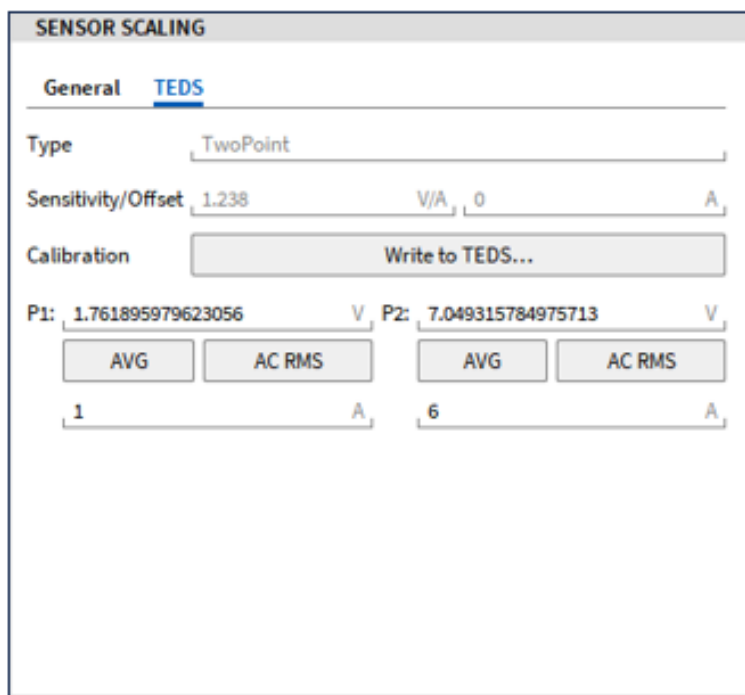 SENSOR SCALING
General TEDS
Type TwoPoint
Sensitivity/Offset 1.238 V/A 0 A
Calibration Write to TEDS...
P1: 1.761895979623056 V P2: 7.049315784975713 V
AVG AC RMS AVG AC RMS
1 A 6 A